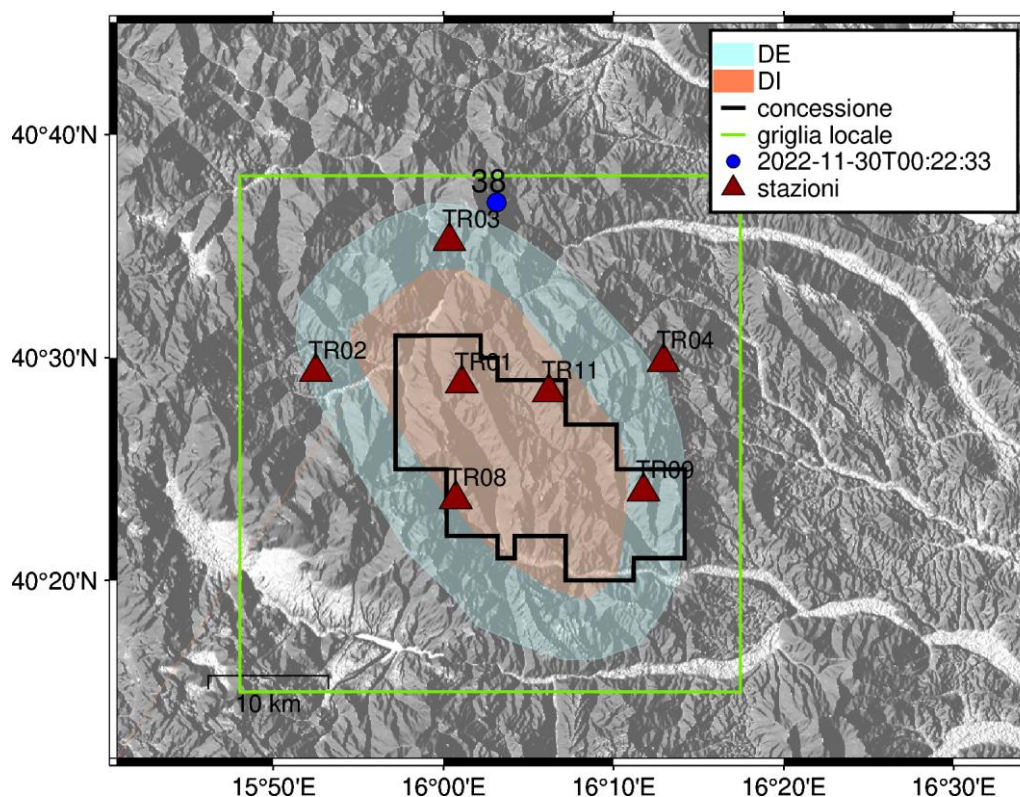 DE
DI
concessione
griglia locale
2022-11-30T00:22:33
stazioni
40°40'N
38
TR03
40°30'N
TR02
TR04
TR01
TR11
TR08
TR09
40°20'N
10 km
15°50'E
16°00'E
16°10'E
16°20'E
16°30'E